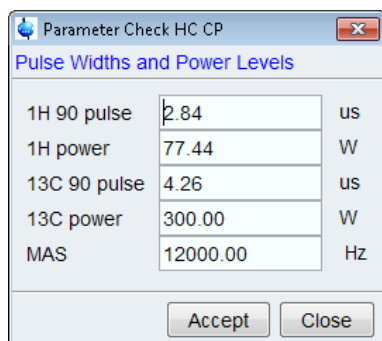 Parameter Check HC CP
Pulse Widths and Power Levels
1H 90 pulse 2.84 us
1H power 77.44 W
13C 90 pulse 4.26 us
13C power 300.00 W
MAS 12000.00 Hz
Accept Close